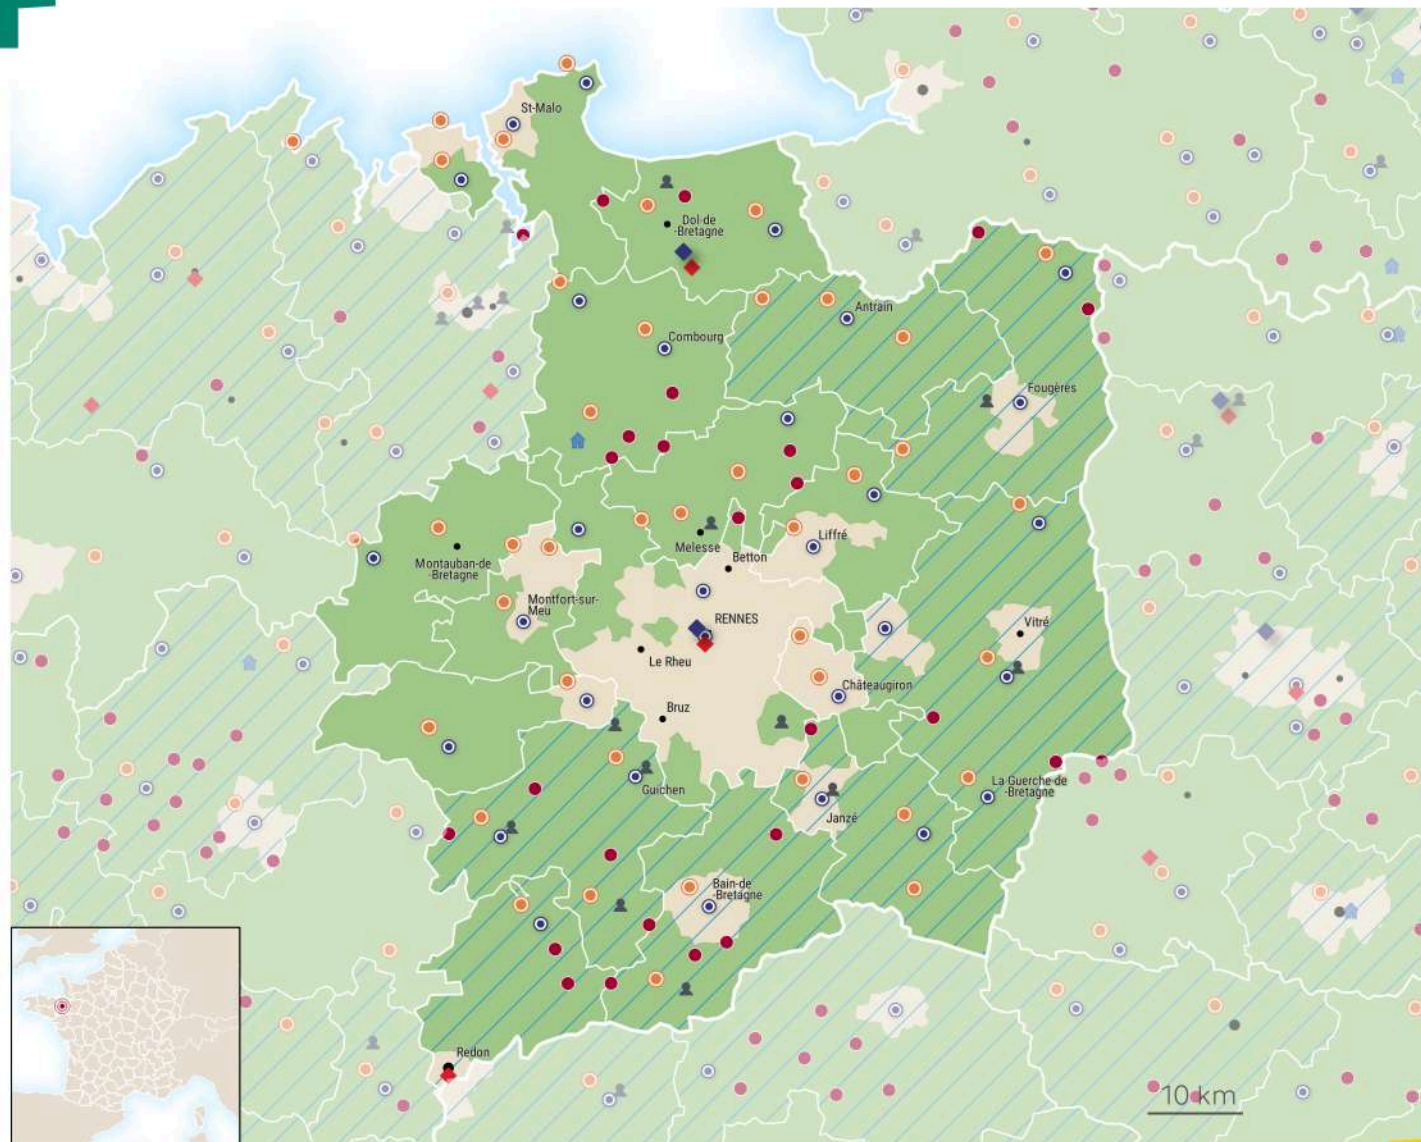 St-Malo
Dol-de
-Bretagne
Antrain
Combourg
Fougères
Liffré
Melesse
Betton
Montauban-de
-Bretagne
Montfort-sur-
Meu
RENNES
Vitré
Le Rheu
Châteaugiron
Bruz
La Guerche-de
-Bretagne
Guichen
Janzé
Bain-de
-Bretagne
Redon
10 km